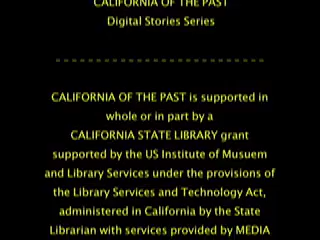 CALIFORNIA OF THE PAST
Digital Stories Series
CALIFORNIA OF THE PAST is supported in
whole or in part by a
CALIFORNIA STATE LIBRARY grant
supported by the US Institute of Musuem
and Library Services under the provisions of
the Library Services and Technology Act,
administered in California by the State
Librarian with services provided by MEDIA